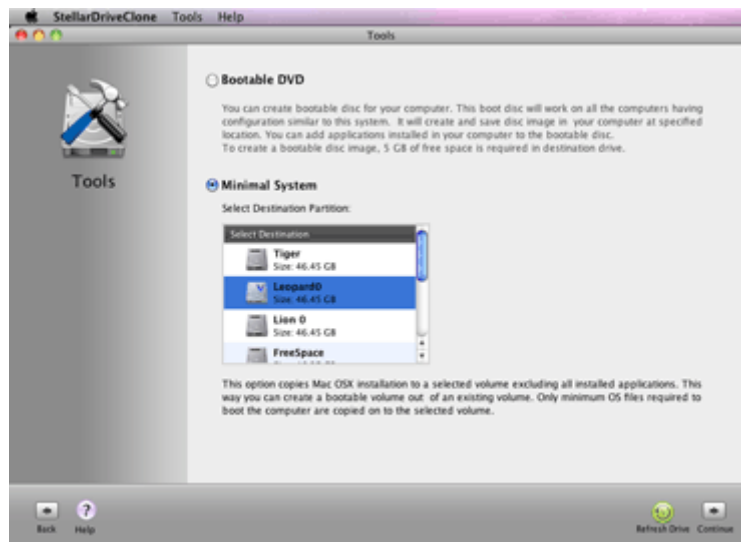 StellarDriveClone Tools Help
Tools
Bootable DVD
You can create bootable disc for your computer. This boot disc will work on all the computers having
configuration similar to this system. It will create and save disc image in your computer at specified
location. You can add applications installed in your computer to the bootable disc.
To create a bootable disc image, 5 GB of free space is required in destination drive.
Tools
Minimal System
Select Destination Partition:
Select Destination
Tiger
Size: 46.45 GB
Leopard0
Size: 46.45 GB
Lion 0
Size: 46.45 GB
FreeSpace
This option copies Mac OSX installation to a selected volume excluding all installed applications. This
way you can create a bootable volume out of an existing volume. Only minimum OS files required to
boot the computer are copied on to the selected volume.
Back Help Refresh Drive Continue